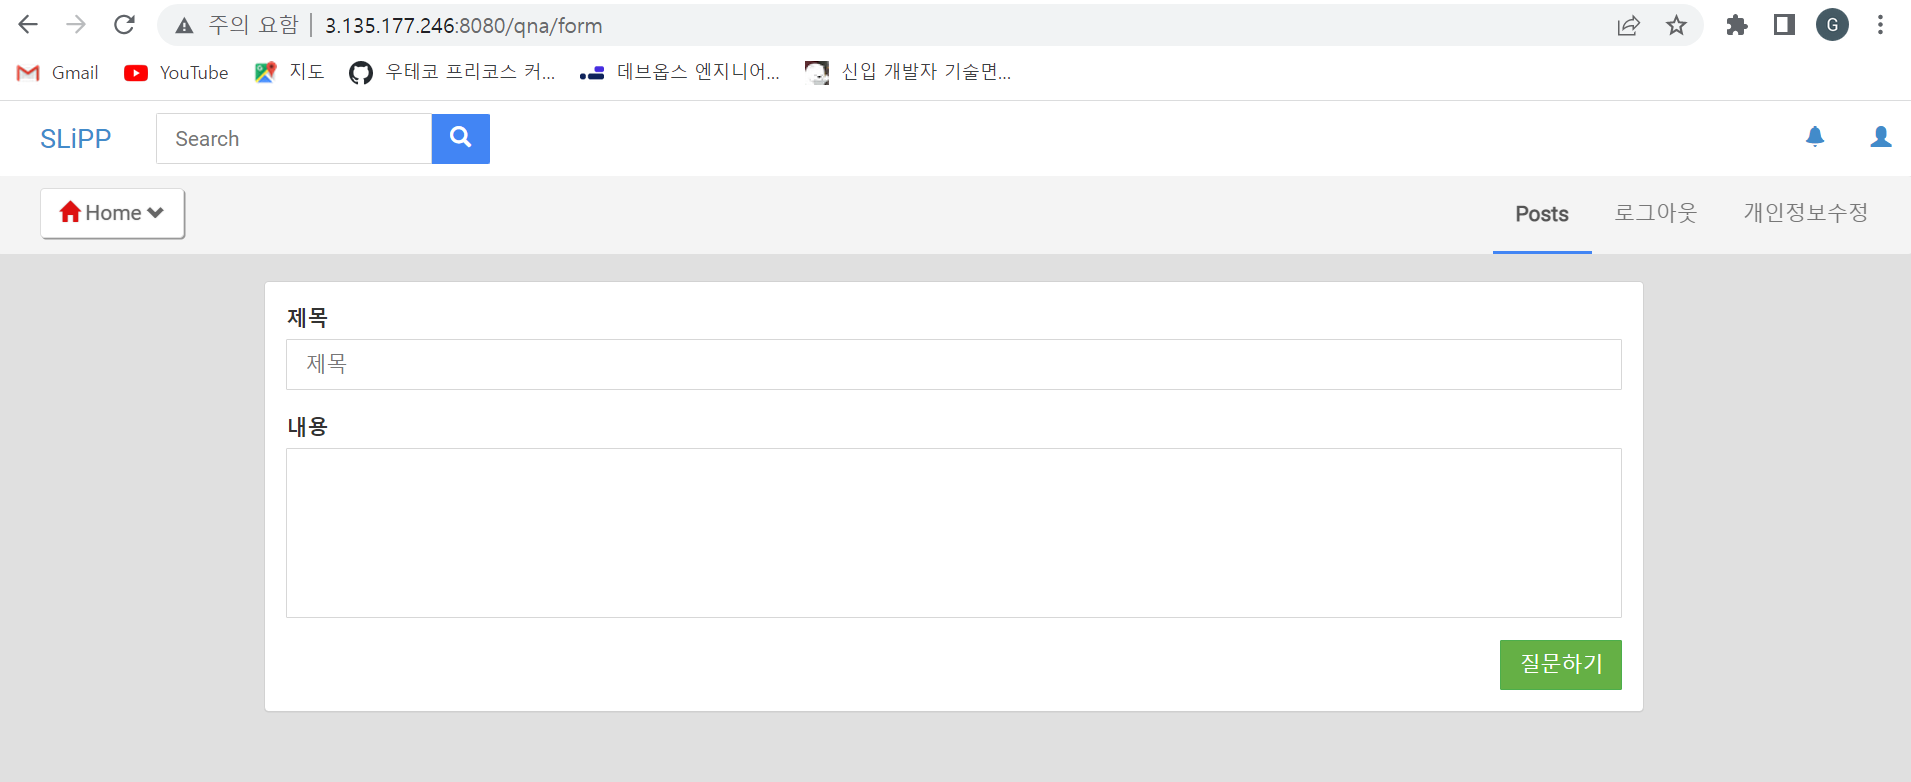 주의 요함 3.135.177.246:8080/qna/form G
Gmail YouTube 지도 우테코 프리코스 커... 데브옵스 엔지니어... 신입 개발자 기술면...
SLiPP Search
Home Posts 로그아웃 개인정보수정
제목
제목
내용
질문하기